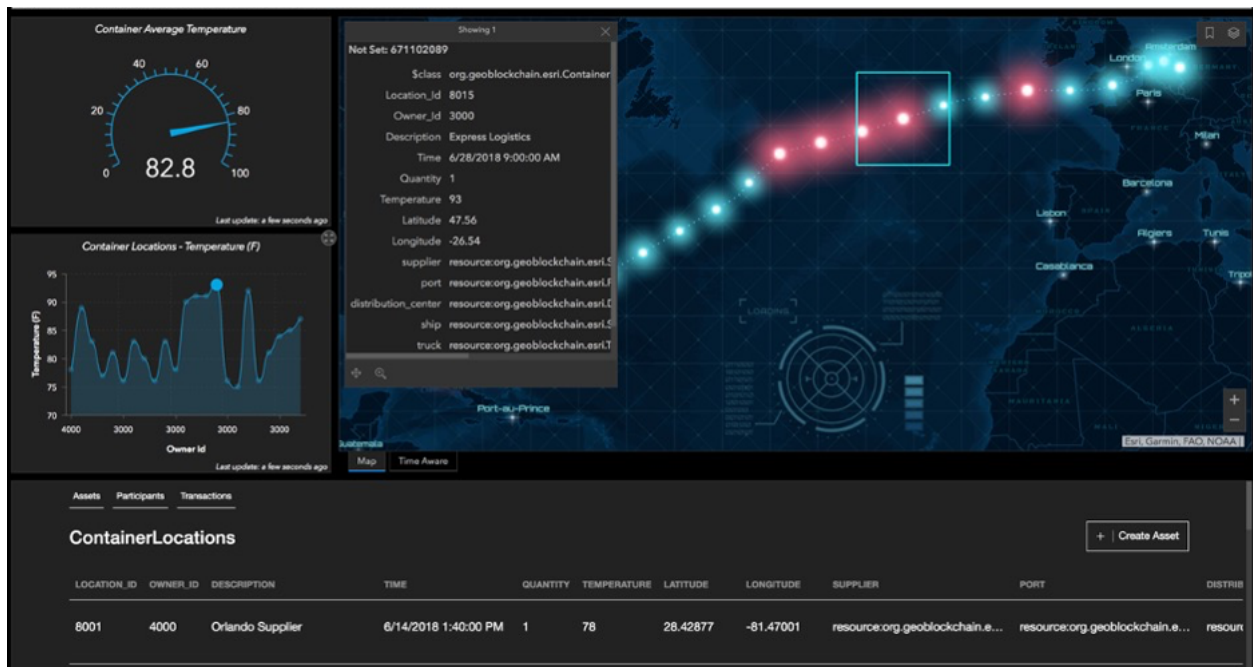 Container Average Temperature
0
20
40
60
80
100
82.8
Last update: a few seconds ago
Container Locations - Temperature (F)
95
90
85
80
75
70
Temperature (F)
4000 3000 3000 3000 3000
Owner Id
Last update: a few seconds ago
Showing 1
Not Set: 671102089
$class org.geoblockchain.esri.Container
Location_Id 8015
Owner_Id 3000
Description Express Logistics
Time 6/28/2018 9:00:00 AM
Quantity 1
Temperature 93
Latitude 47.56
Longitude -26.54
supplier resource:org.geoblockchain.esri.S
port resource:org.geoblockchain.esri.
distribution_center resource:org.geoblockchain.esri.
ship resource:org.geoblockchain.esri.S
truck resource:org.geoblockchain.esri.T
Amsterdam
London
Paris
Milan
Barcelona
Lisbon
Algiers
Tunis
Casablanca
ALGERIA
MAURITANIA
MALI
LOADING
Port-au-Prince
Esri, Garmin, FAO, NOAA |
Map Time Aware
Assets Participants Transactions
ContainerLocations
+ | Create Asset
LOCATION_ID OWNER_ID DESCRIPTION TIME QUANTITY TEMPERATURE LATITUDE LONGITUDE SUPPLIER PORT DISTRIB
8001 4000 Orlando Supplier 6/14/2018 1:40:00 PM 1 78 28.42877 -81.47001 resource:org.geoblockchain.e... resource:org.geoblockchain.e... resourc